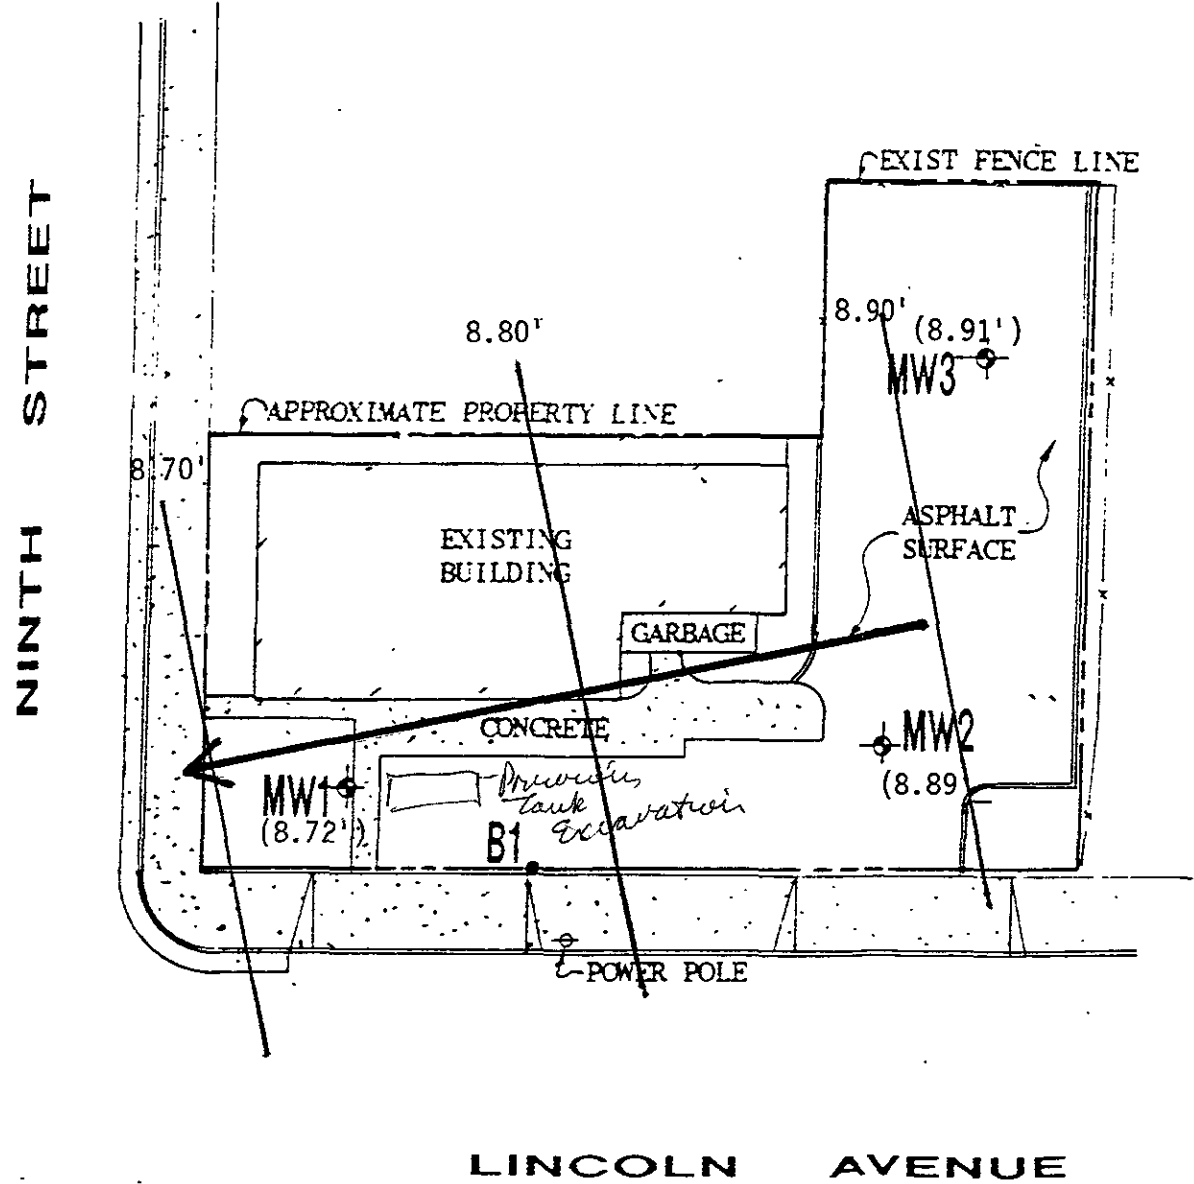 EXIST FENCE LINE
8.90'
(8.91')
MW3
8.80'
APPROXIMATE PROPERTY LINE
8.70'
NINTH STREET
EXISTING
BUILDING
ASPHALT
SURFACE
GARBAGE
CONCRETE
MW2
(8.89
MW1
(8.72')
Previous
Tank
Excavation
B1
POWER POLE
LINCOLN AVENUE